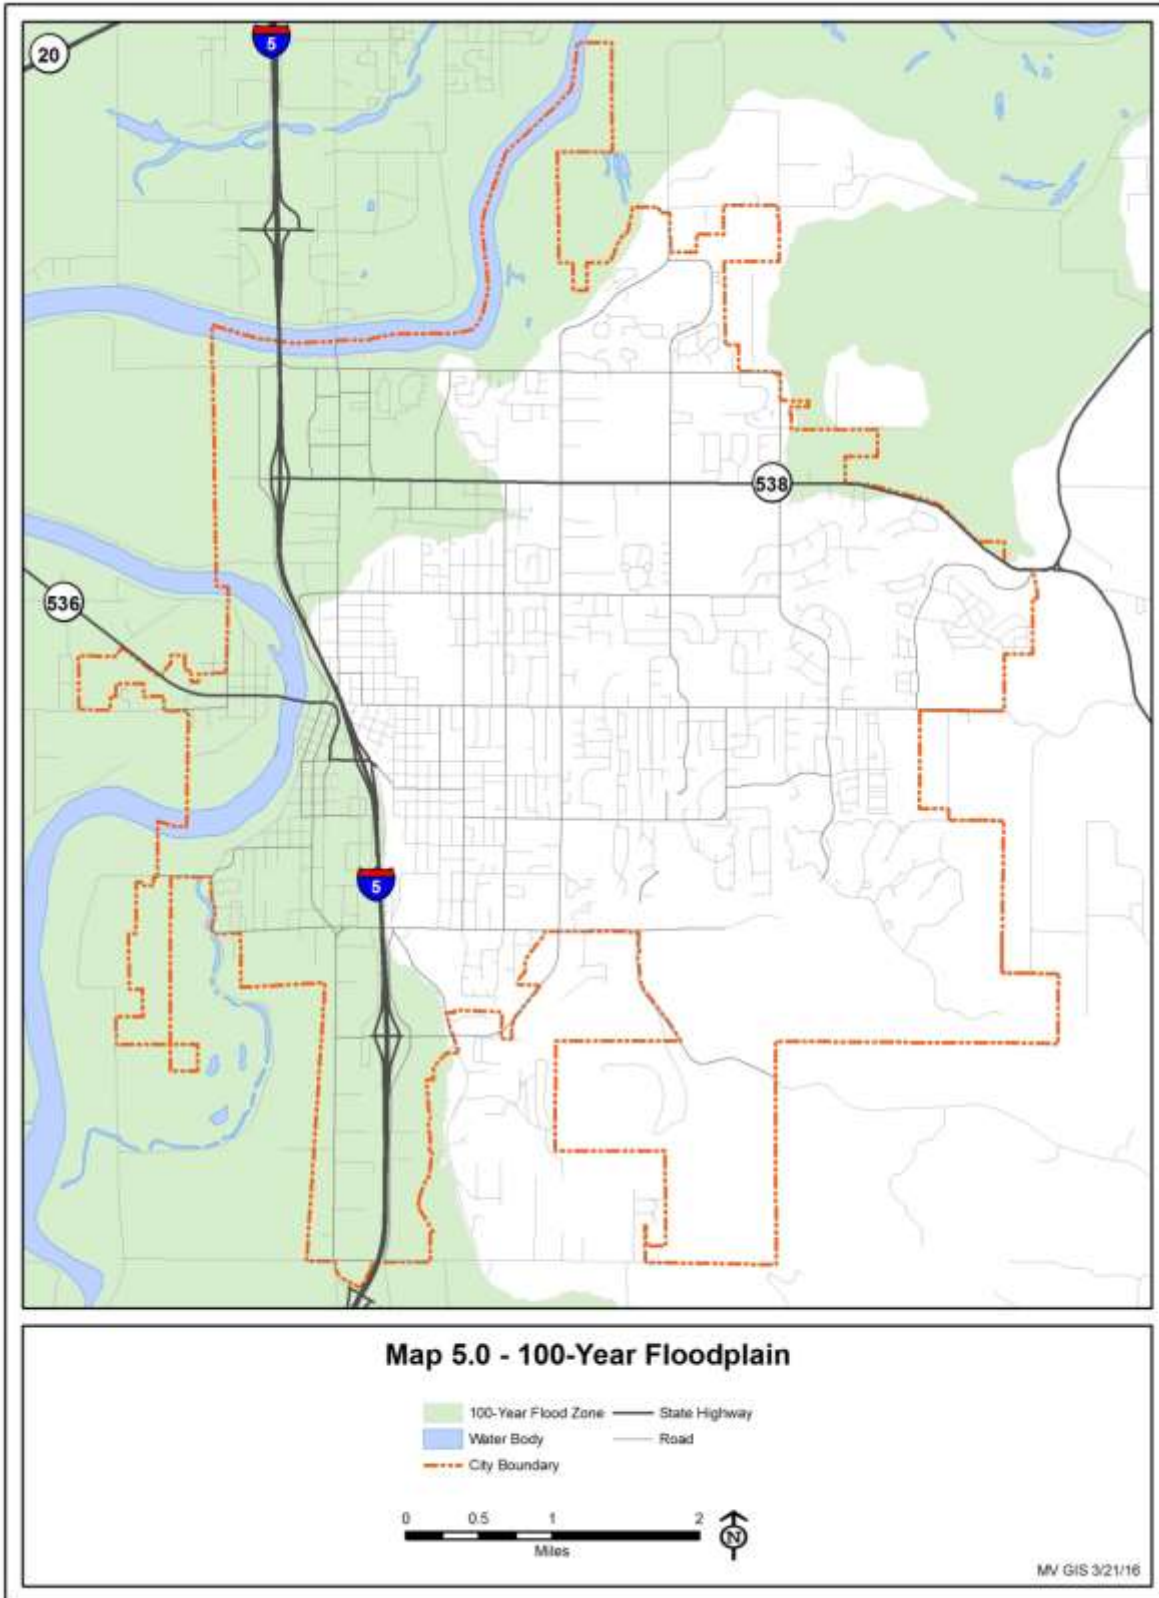 5
20
538
536
5
Map 5.0 - 100-Year Floodplain
100-Year Flood Zone
State Highway
Water Body
Road
City Boundary
0 0.5 1 2
Miles
N
MV GIS 3/21/16